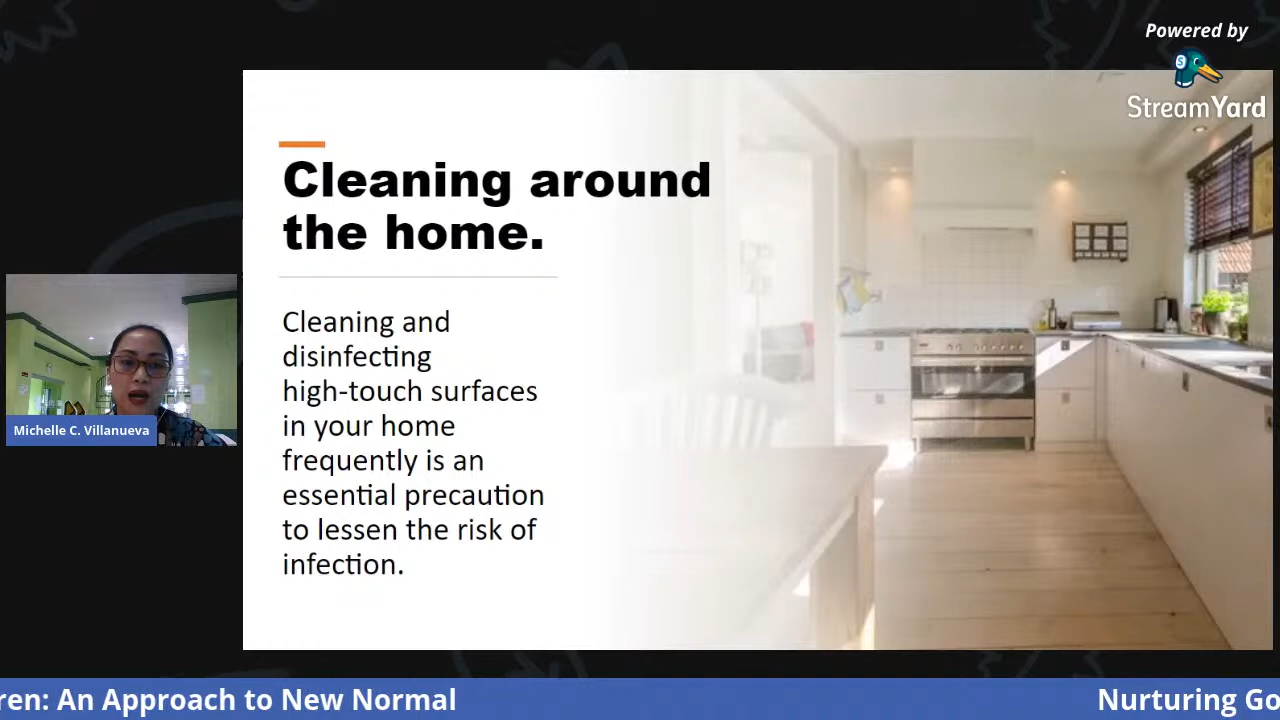 Powered by
StreamYard
Cleaning around
the home.
Cleaning and
disinfecting
high-touch surfaces
in your home
frequently is an
essential precaution
to lessen the risk of
infection.
Michelle C. Villanueva
ren: An Approach to New Normal
Nurturing Go